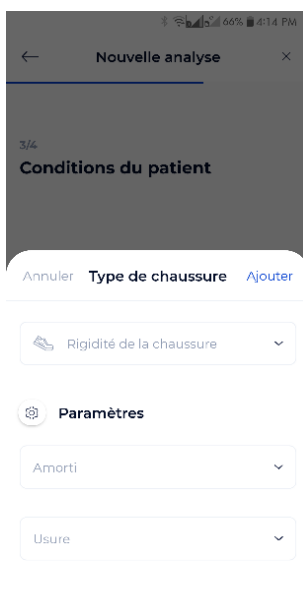 66% 4:14 PM
Nouvelle analyse
3/4
Conditions du patient
Annuler Type de chaussure Ajouter
Rigidité de la chaussure
Paramètres
Amorti
Usure